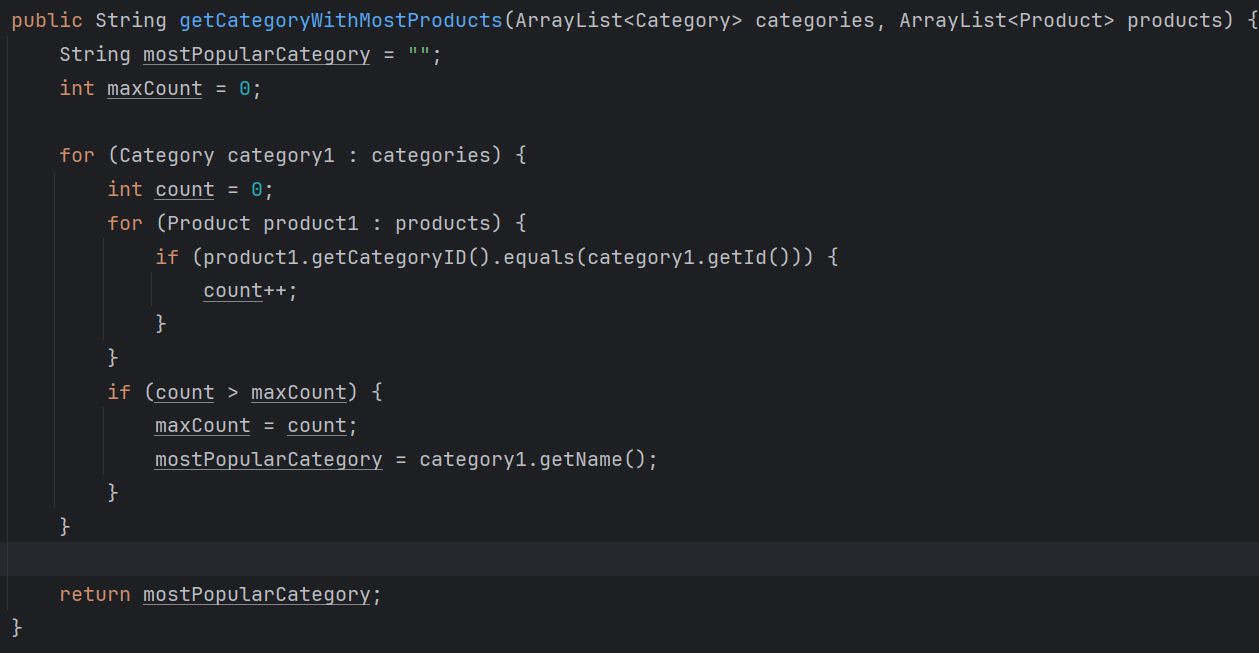 public String getCategoryWithMostProducts(ArrayList<Category> categories, ArrayList<Product> products) {
    String mostPopularCategory = "";
    int maxCount = 0;

    for (Category category1 : categories) {
        int count = 0;
        for (Product product1 : products) {
            if (product1.getCategoryID().equals(category1.getId())) {
                count++;
            }
        }
        if (count > maxCount) {
            maxCount = count;
            mostPopularCategory = category1.getName();
        }
    }

    return mostPopularCategory;
}